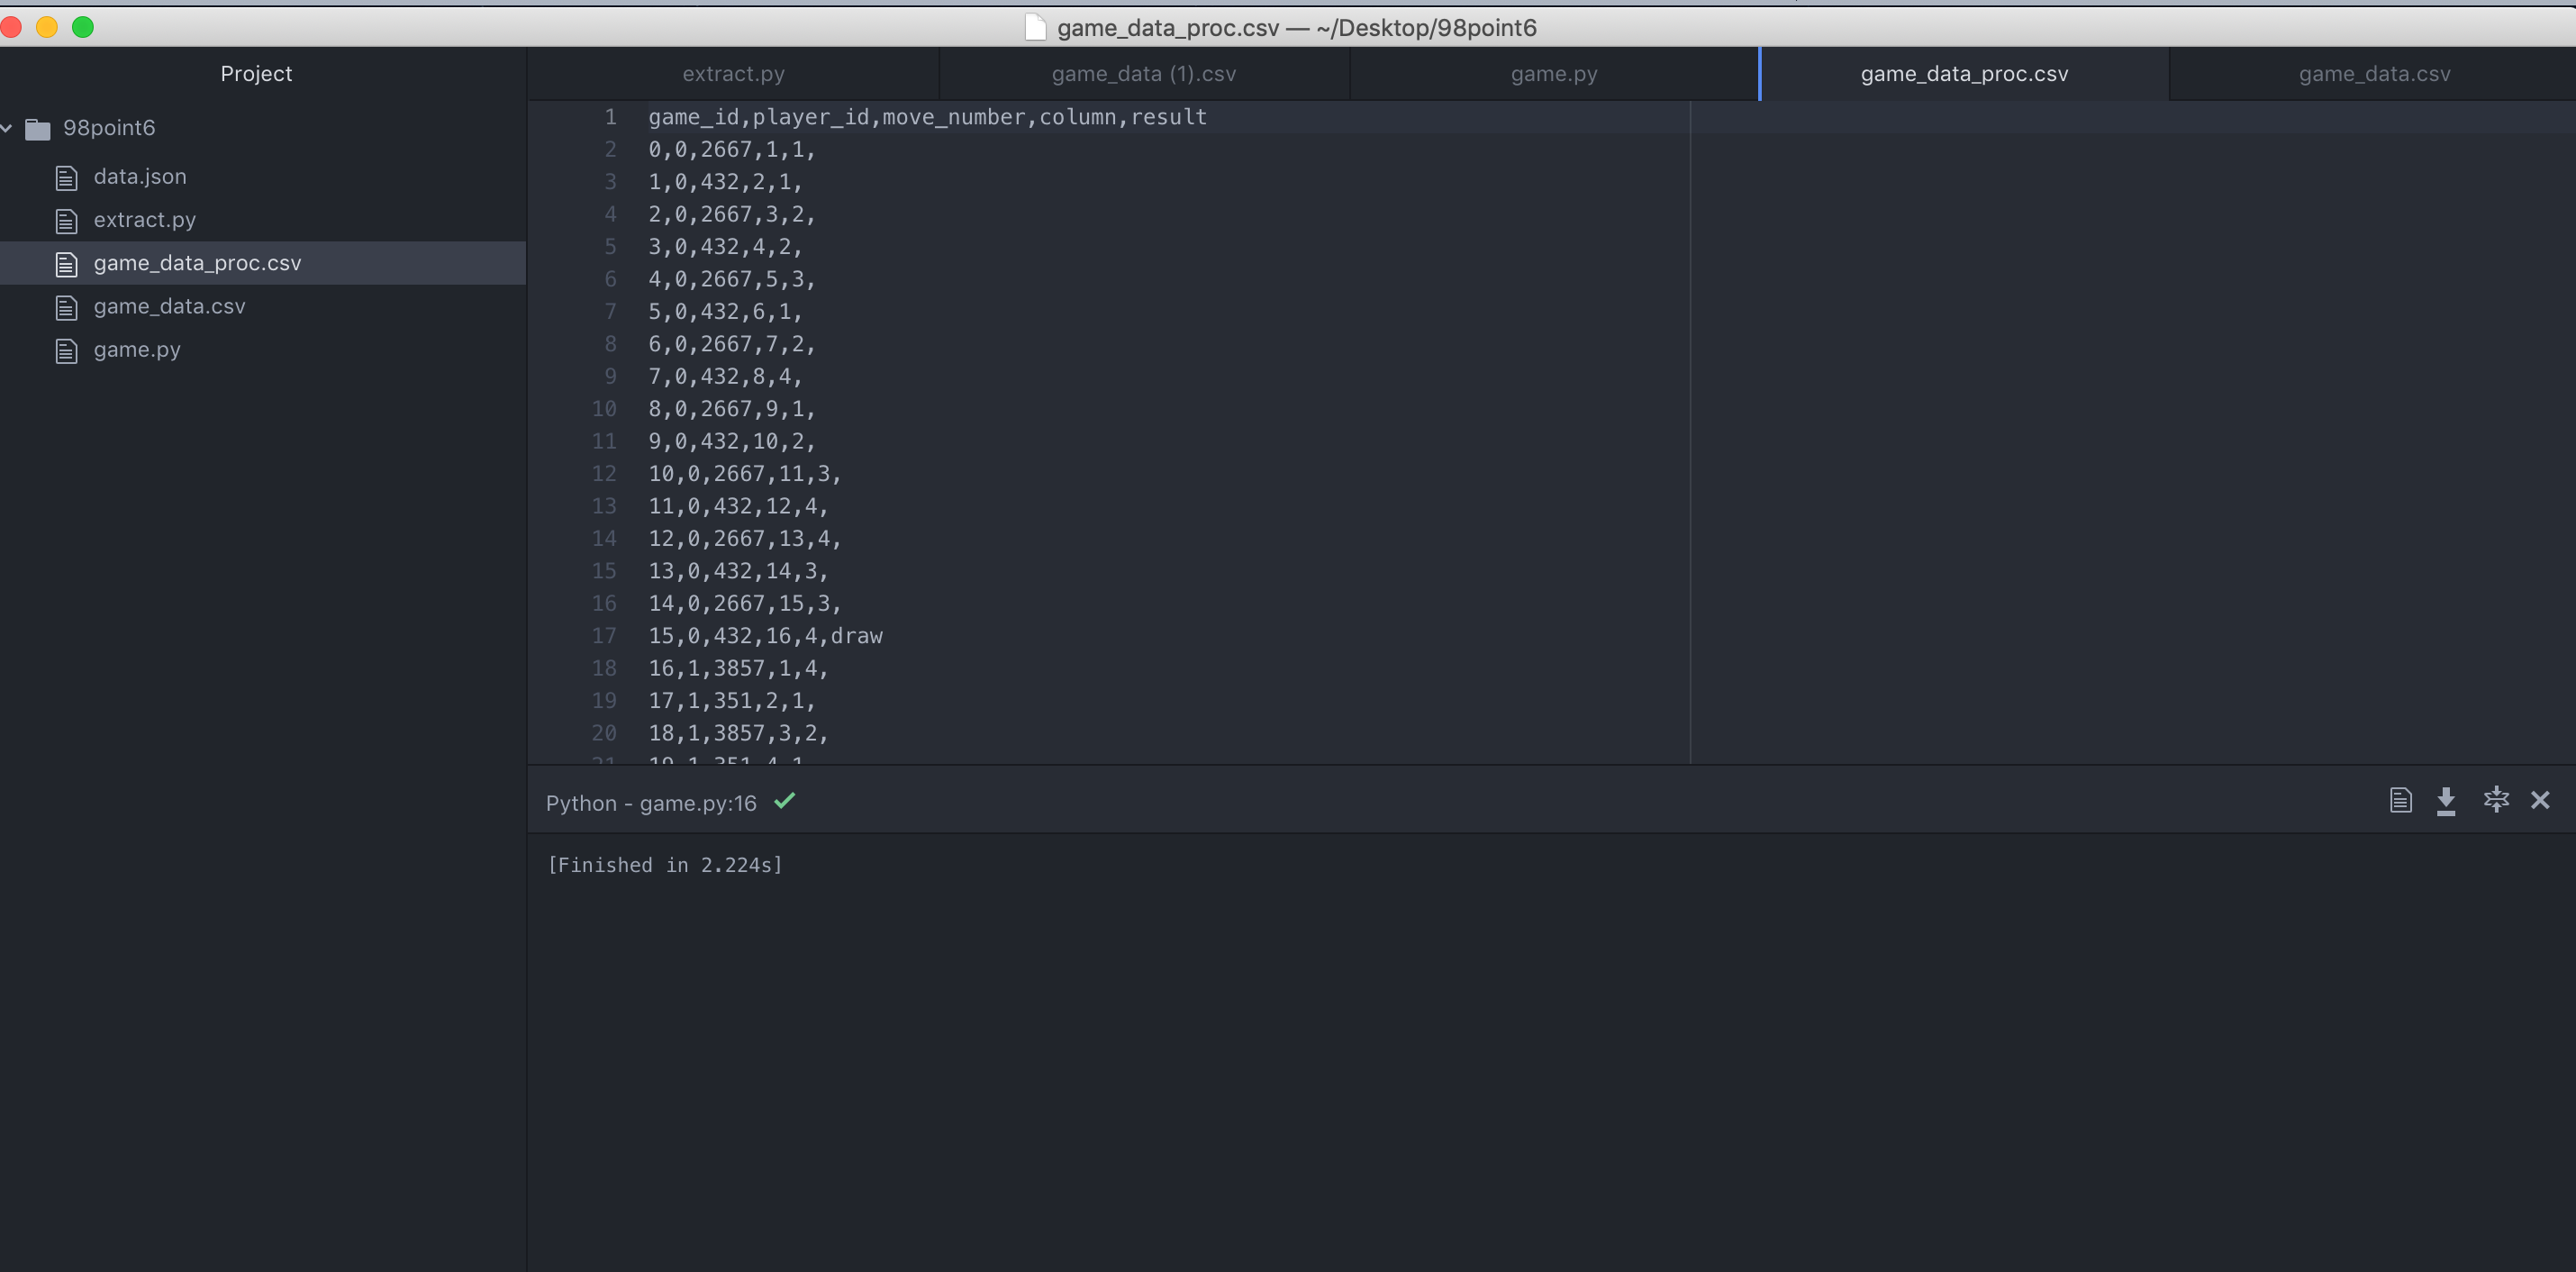 game_data_proc.csv — ~/Desktop/98point6
Project
98point6
data.json
extract.py
game_data_proc.csv
game_data.csv
game.py
extract.py
game_data (1).csv
game.py
game_data_proc.csv
game_data.csv
1 game_id,player_id,move_number,column,result
2 0,0,2667,1,1,
3 1,0,432,2,1,
4 2,0,2667,3,2,
5 3,0,432,4,2,
6 4,0,2667,5,3,
7 5,0,432,6,1,
8 6,0,2667,7,2,
9 7,0,432,8,4,
10 8,0,2667,9,1,
11 9,0,432,10,2,
12 10,0,2667,11,3,
13 11,0,432,12,4,
14 12,0,2667,13,4,
15 13,0,432,14,3,
16 14,0,2667,15,3,
17 15,0,432,16,4,draw
18 16,1,3857,1,4,
19 17,1,351,2,1,
20 18,1,3857,3,2,
21 19,1,351,4,1
Python - game.py:16
[Finished in 2.224s]